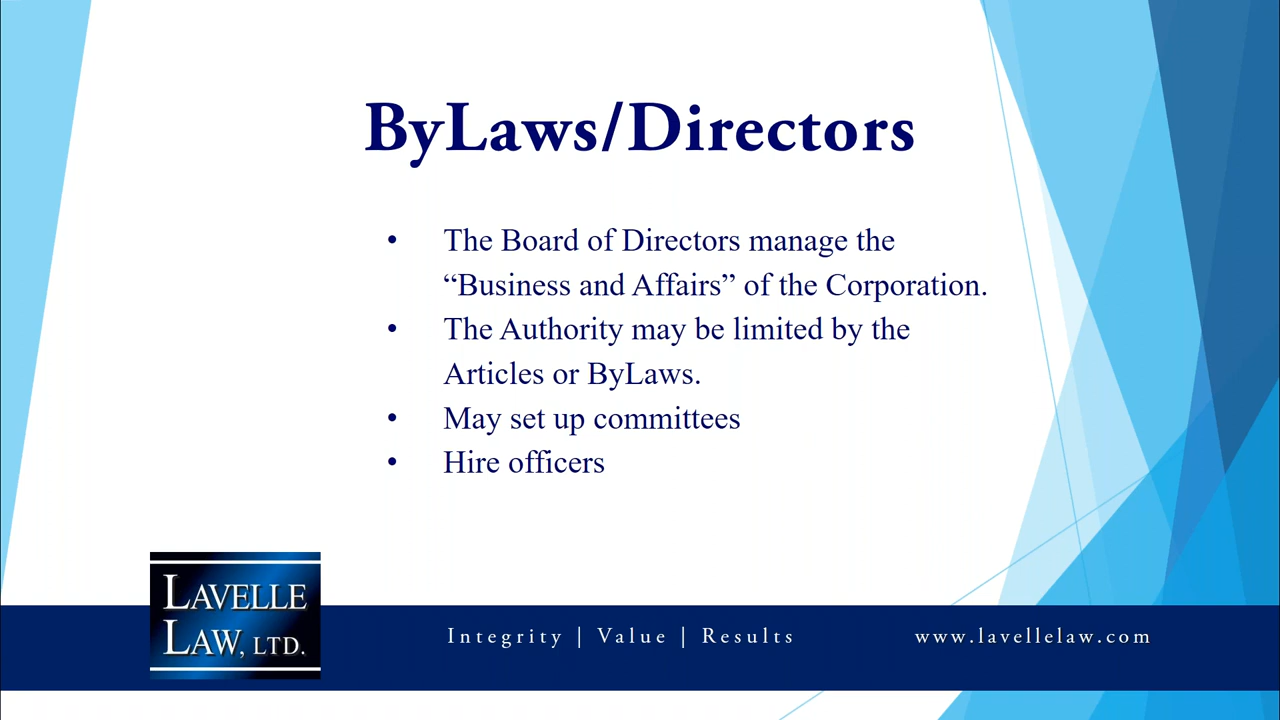 ByLaws/Directors
• The Board of Directors manage the
“Business and Affairs” of the Corporation.
• The Authority may be limited by the
Articles or ByLaws.
• May set up committees
• Hire officers
LAVELLE
LAW, LTD.
Integrity | Value | Results
www.lavellelaw.com